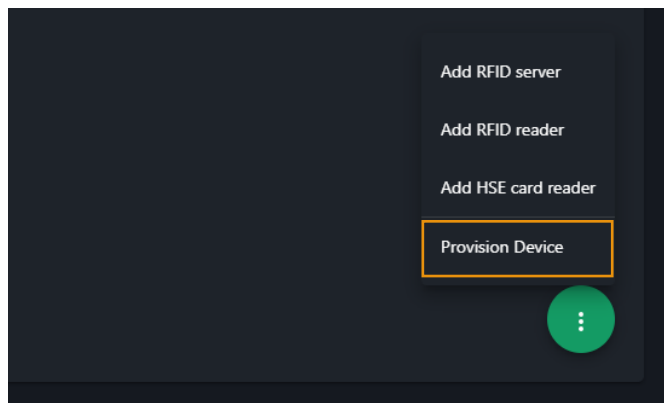 Add RFID server
Add RFID reader
Add HSE card reader
Provision Device